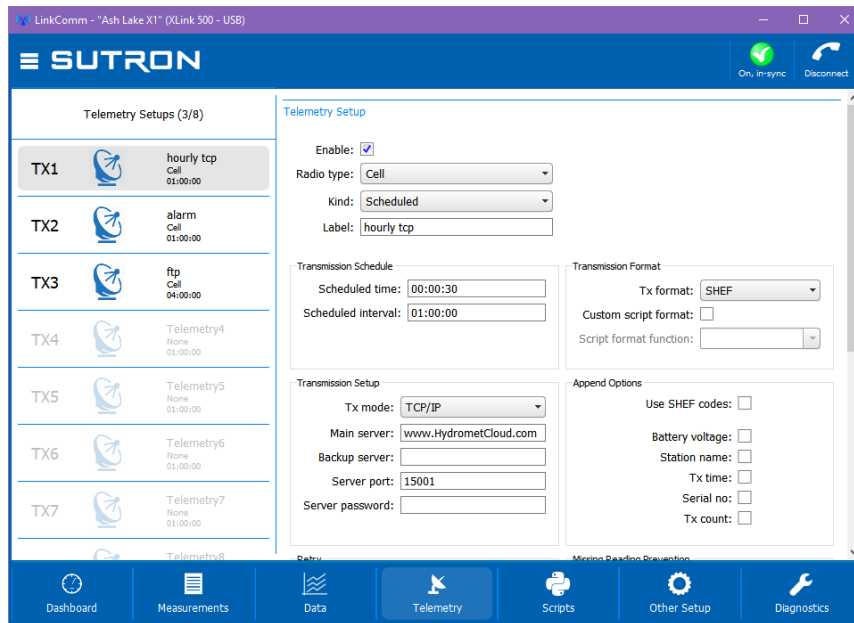 LinkComm - "Ash Lake X1" (XLink 500 - USB)
SUTRON
On, in-sync
Disconnect
Telemetry Setups (3/8)
TX1
hourly tcp
Cell
01:00:00
TX2
alarm
Cell
01:00:00
TX3
ftp
Cell
04:00:00
TX4
Telemetry4
None
01:00:00
TX5
Telemetry5
None
01:00:00
TX6
Telemetry6
None
01:00:00
TX7
Telemetry7
None
01:00:00
Telemetry8
Telemetry Setup
Enable:
Radio type: Cell
Kind: Scheduled
Label: hourly tcp
Transmission Schedule
Scheduled time: 00:00:30
Scheduled interval: 01:00:00
Transmission Format
Tx format: SHEF
Custom script format:
Script format function:
Transmission Setup
Tx mode: TCP/IP
Main server: www.HydrometCloud.com
Backup server:
Server port: 15001
Server password:
Append Options
Use SHEF codes:
Battery voltage:
Station name:
Tx time:
Serial no:
Tx count:
Retry
Missing Reading Prevention
Dashboard
Measurements
Data
Telemetry
Scripts
Other Setup
Diagnostics